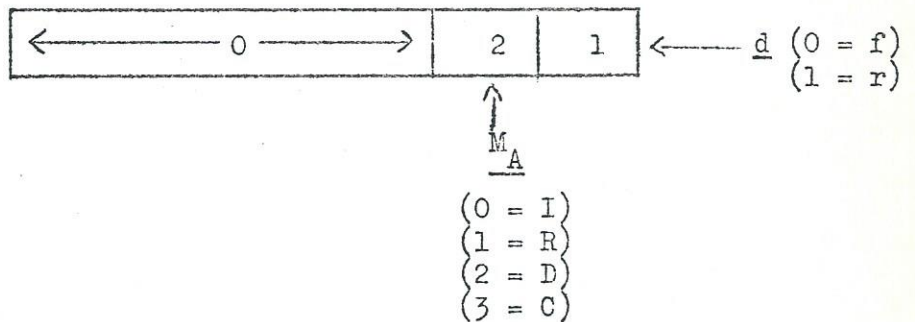 0 2 1 d (0 = f)
(1 = r)
M_A
(0 = I)
(1 = R)
(2 = D)
(3 = C)